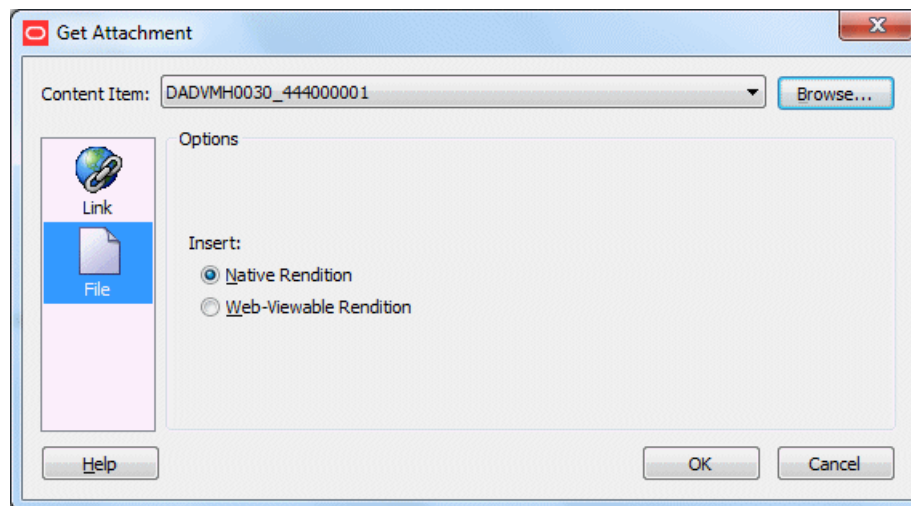 Get Attachment
Content Item: DADVMH0030_444000001 Browse...
Options
Link
Insert:
Native Rendition
File
Web-Viewable Rendition
Help OK Cancel